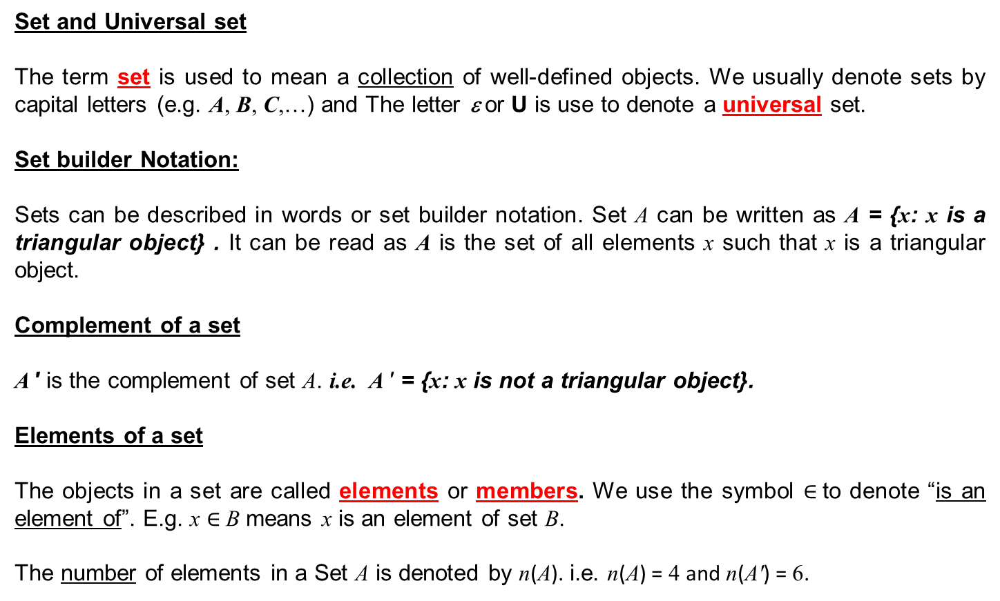 Set and Universal set
The term set is used to mean a collection of well-defined objects. We usually denote sets by
capital letters (e.g. A, B, C,...) and The letter ε or U is use to denote a universal set.
Set builder Notation:
Sets can be described in words or set builder notation. Set A can be written as A = {x: x is a
triangular object} . It can be read as A is the set of all elements x such that x is a triangular
object.
Complement of a set
A ' is the complement of set A. i.e. A ' = {x: x is not a triangular object}.
Elements of a set
The objects in a set are called elements or members. We use the symbol ∈ to denote “is an
element of”. E.g. x ∈ B means x is an element of set B.
The number of elements in a Set A is denoted by n(A). i.e. n(A) = 4 and n(A') = 6.